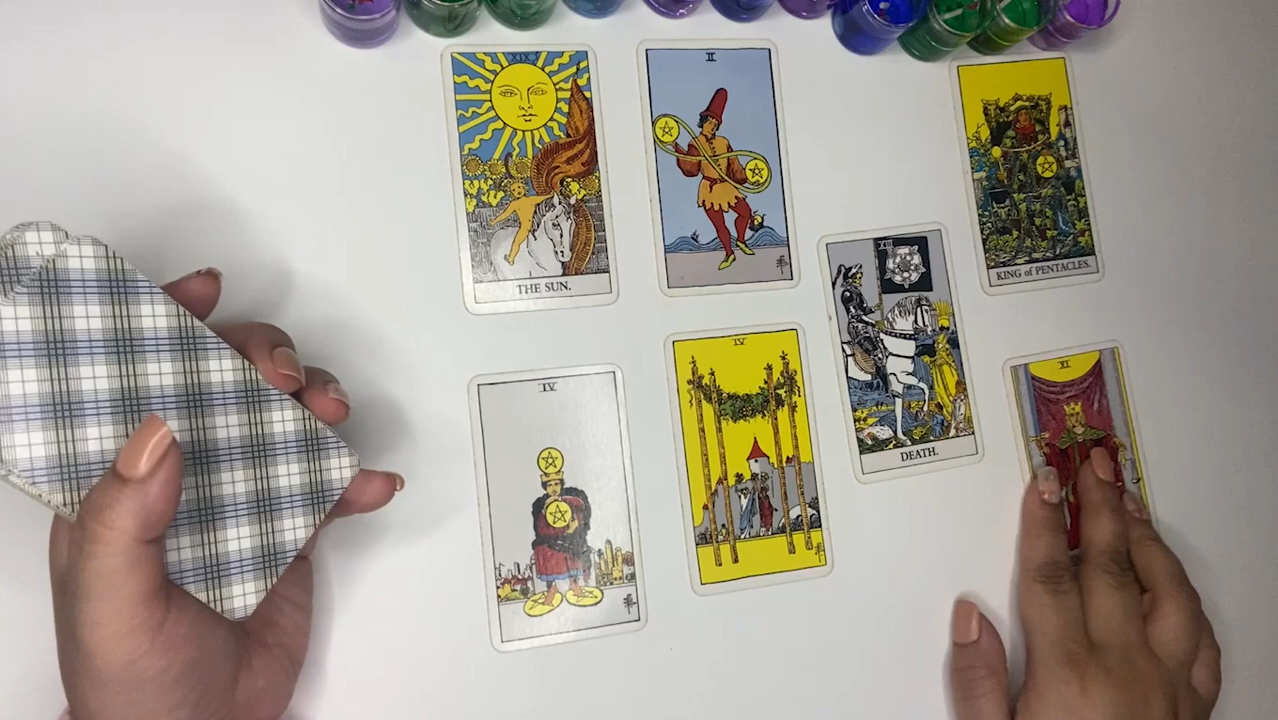 XIX
THE SUN.
II
KING of PENTACLES.
XIII
DEATH.
IV
IV
XI